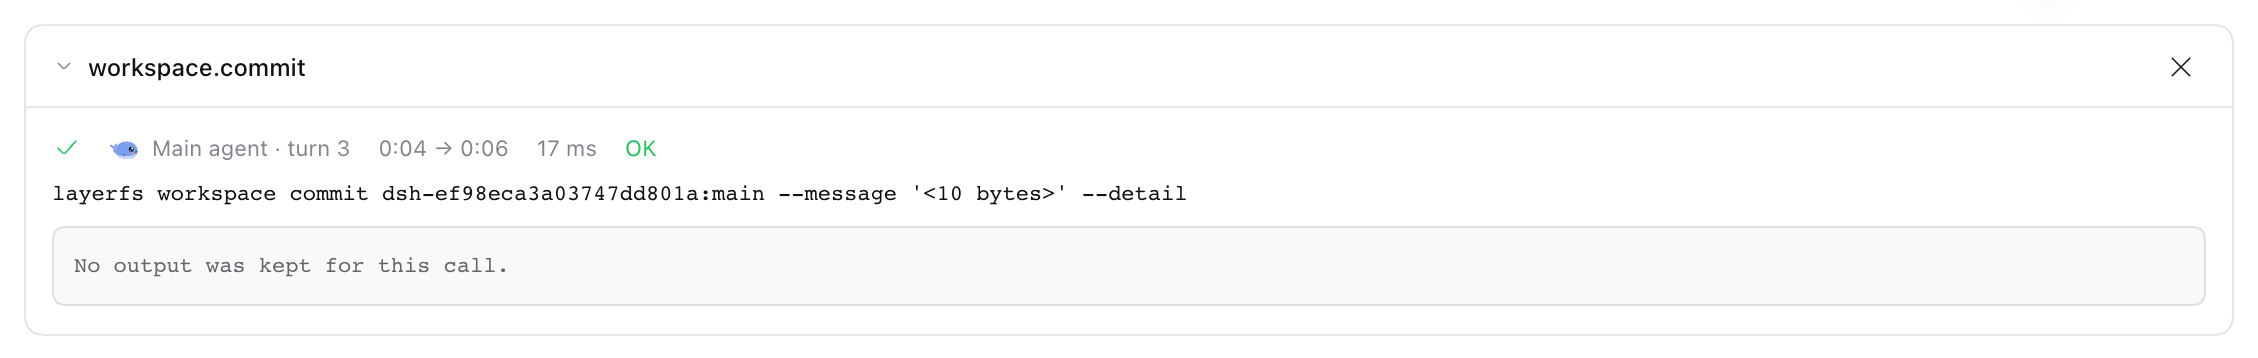 workspace.commit
Main agent · turn 3 0:04 → 0:06 17 ms OK
layerfs workspace commit dsh-ef98eca3a03747dd801a:main --message '<10 bytes>' --detail
No output was kept for this call.